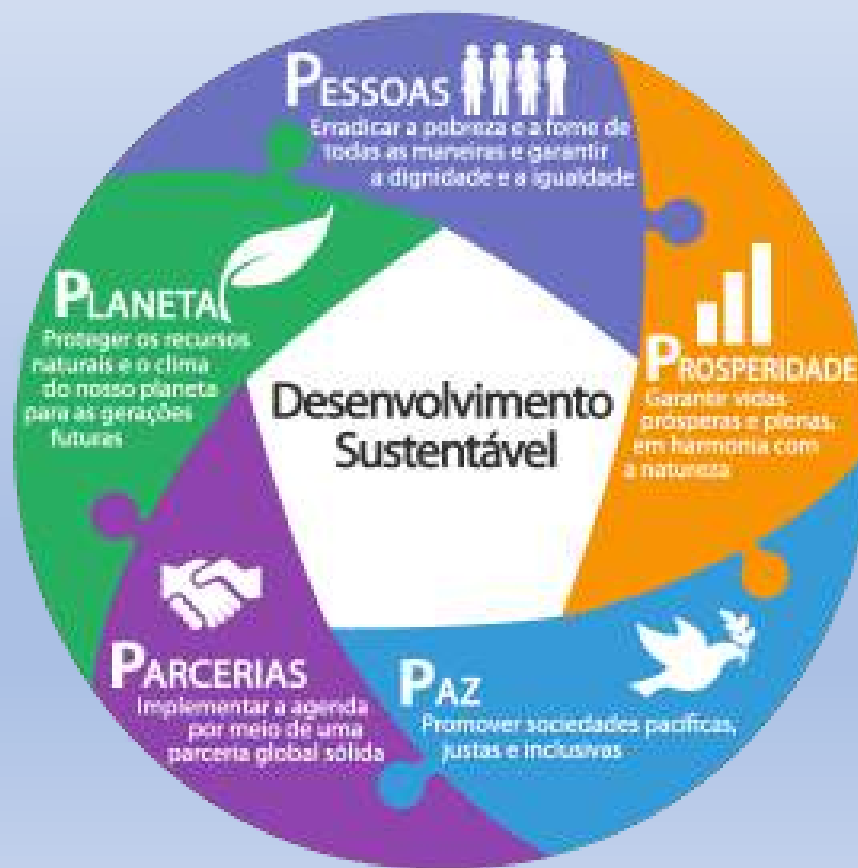 PESSOAS
Erradicar a pobreza e a fome de
todas as maneiras e garantir
a dignidade e a igualdade
PROSPERIDADE
Garantir vidas
prósperas e plenas,
em harmonia com
a natureza
PAZ
Promover sociedades pacíficas,
justas e inclusivas
PARCERIAS
Implementar a agenda
por meio de uma
parceria global sólida
PLANETA
Proteger os recursos
naturais e o clima
do nosso planeta
para as gerações
futuras
Desenvolvimento
Sustentável